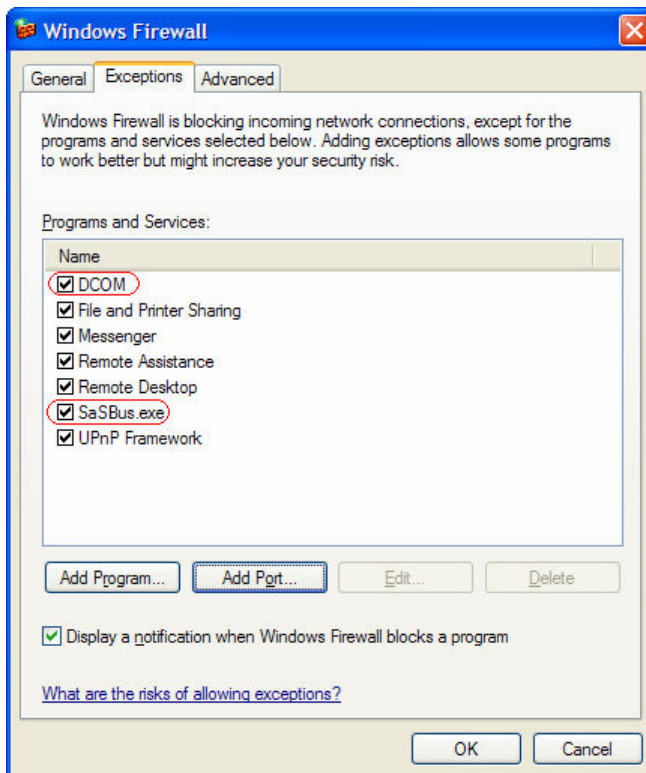 Windows Firewall
General
Exceptions
Advanced
Windows Firewall is blocking incoming network connections, except for the
programs and services selected below. Adding exceptions allows some programs
to work better but might increase your security risk.
Programs and Services:
Name
DCOM
File and Printer Sharing
Messenger
Remote Assistance
Remote Desktop
SaSBus.exe
UPnP Framework
Add Program...
Add Port...
Edit...
Delete
Display a notification when Windows Firewall blocks a program
What are the risks of allowing exceptions?
OK
Cancel